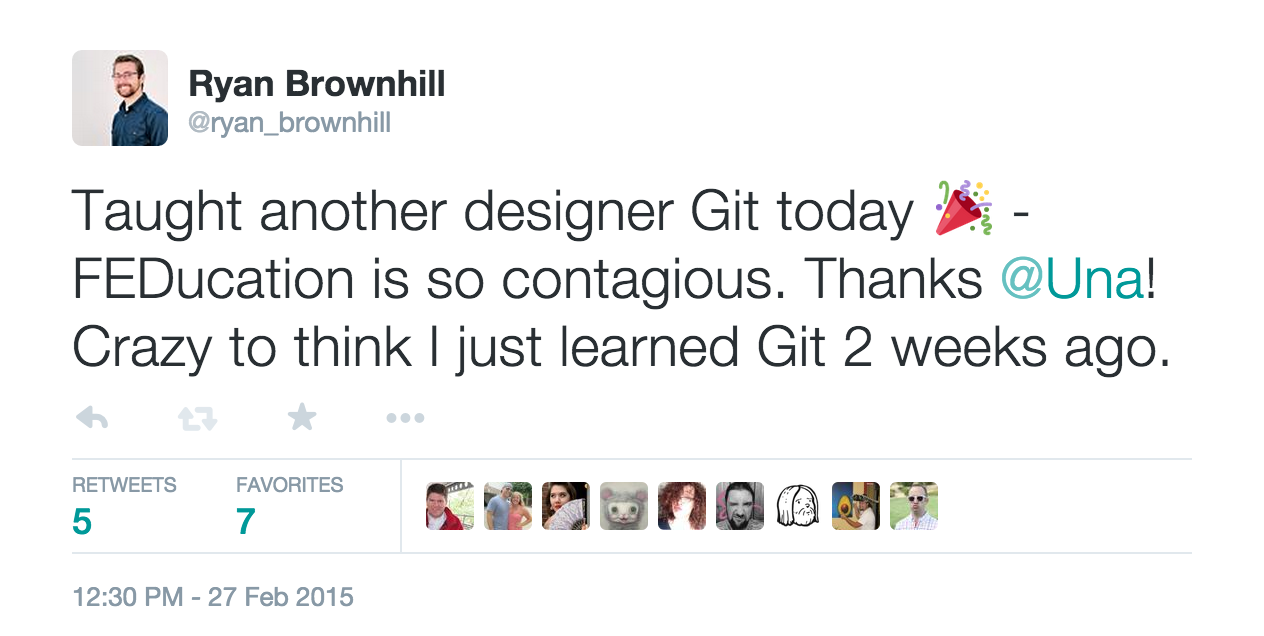 Ryan Brownhill
@ryan_brownhill
Taught another designer Git today 🎉 -
FEDucation is so contagious. Thanks @Una!
Crazy to think I just learned Git 2 weeks ago.
RETWEETS FAVORITES
5 7
12:30 PM - 27 Feb 2015